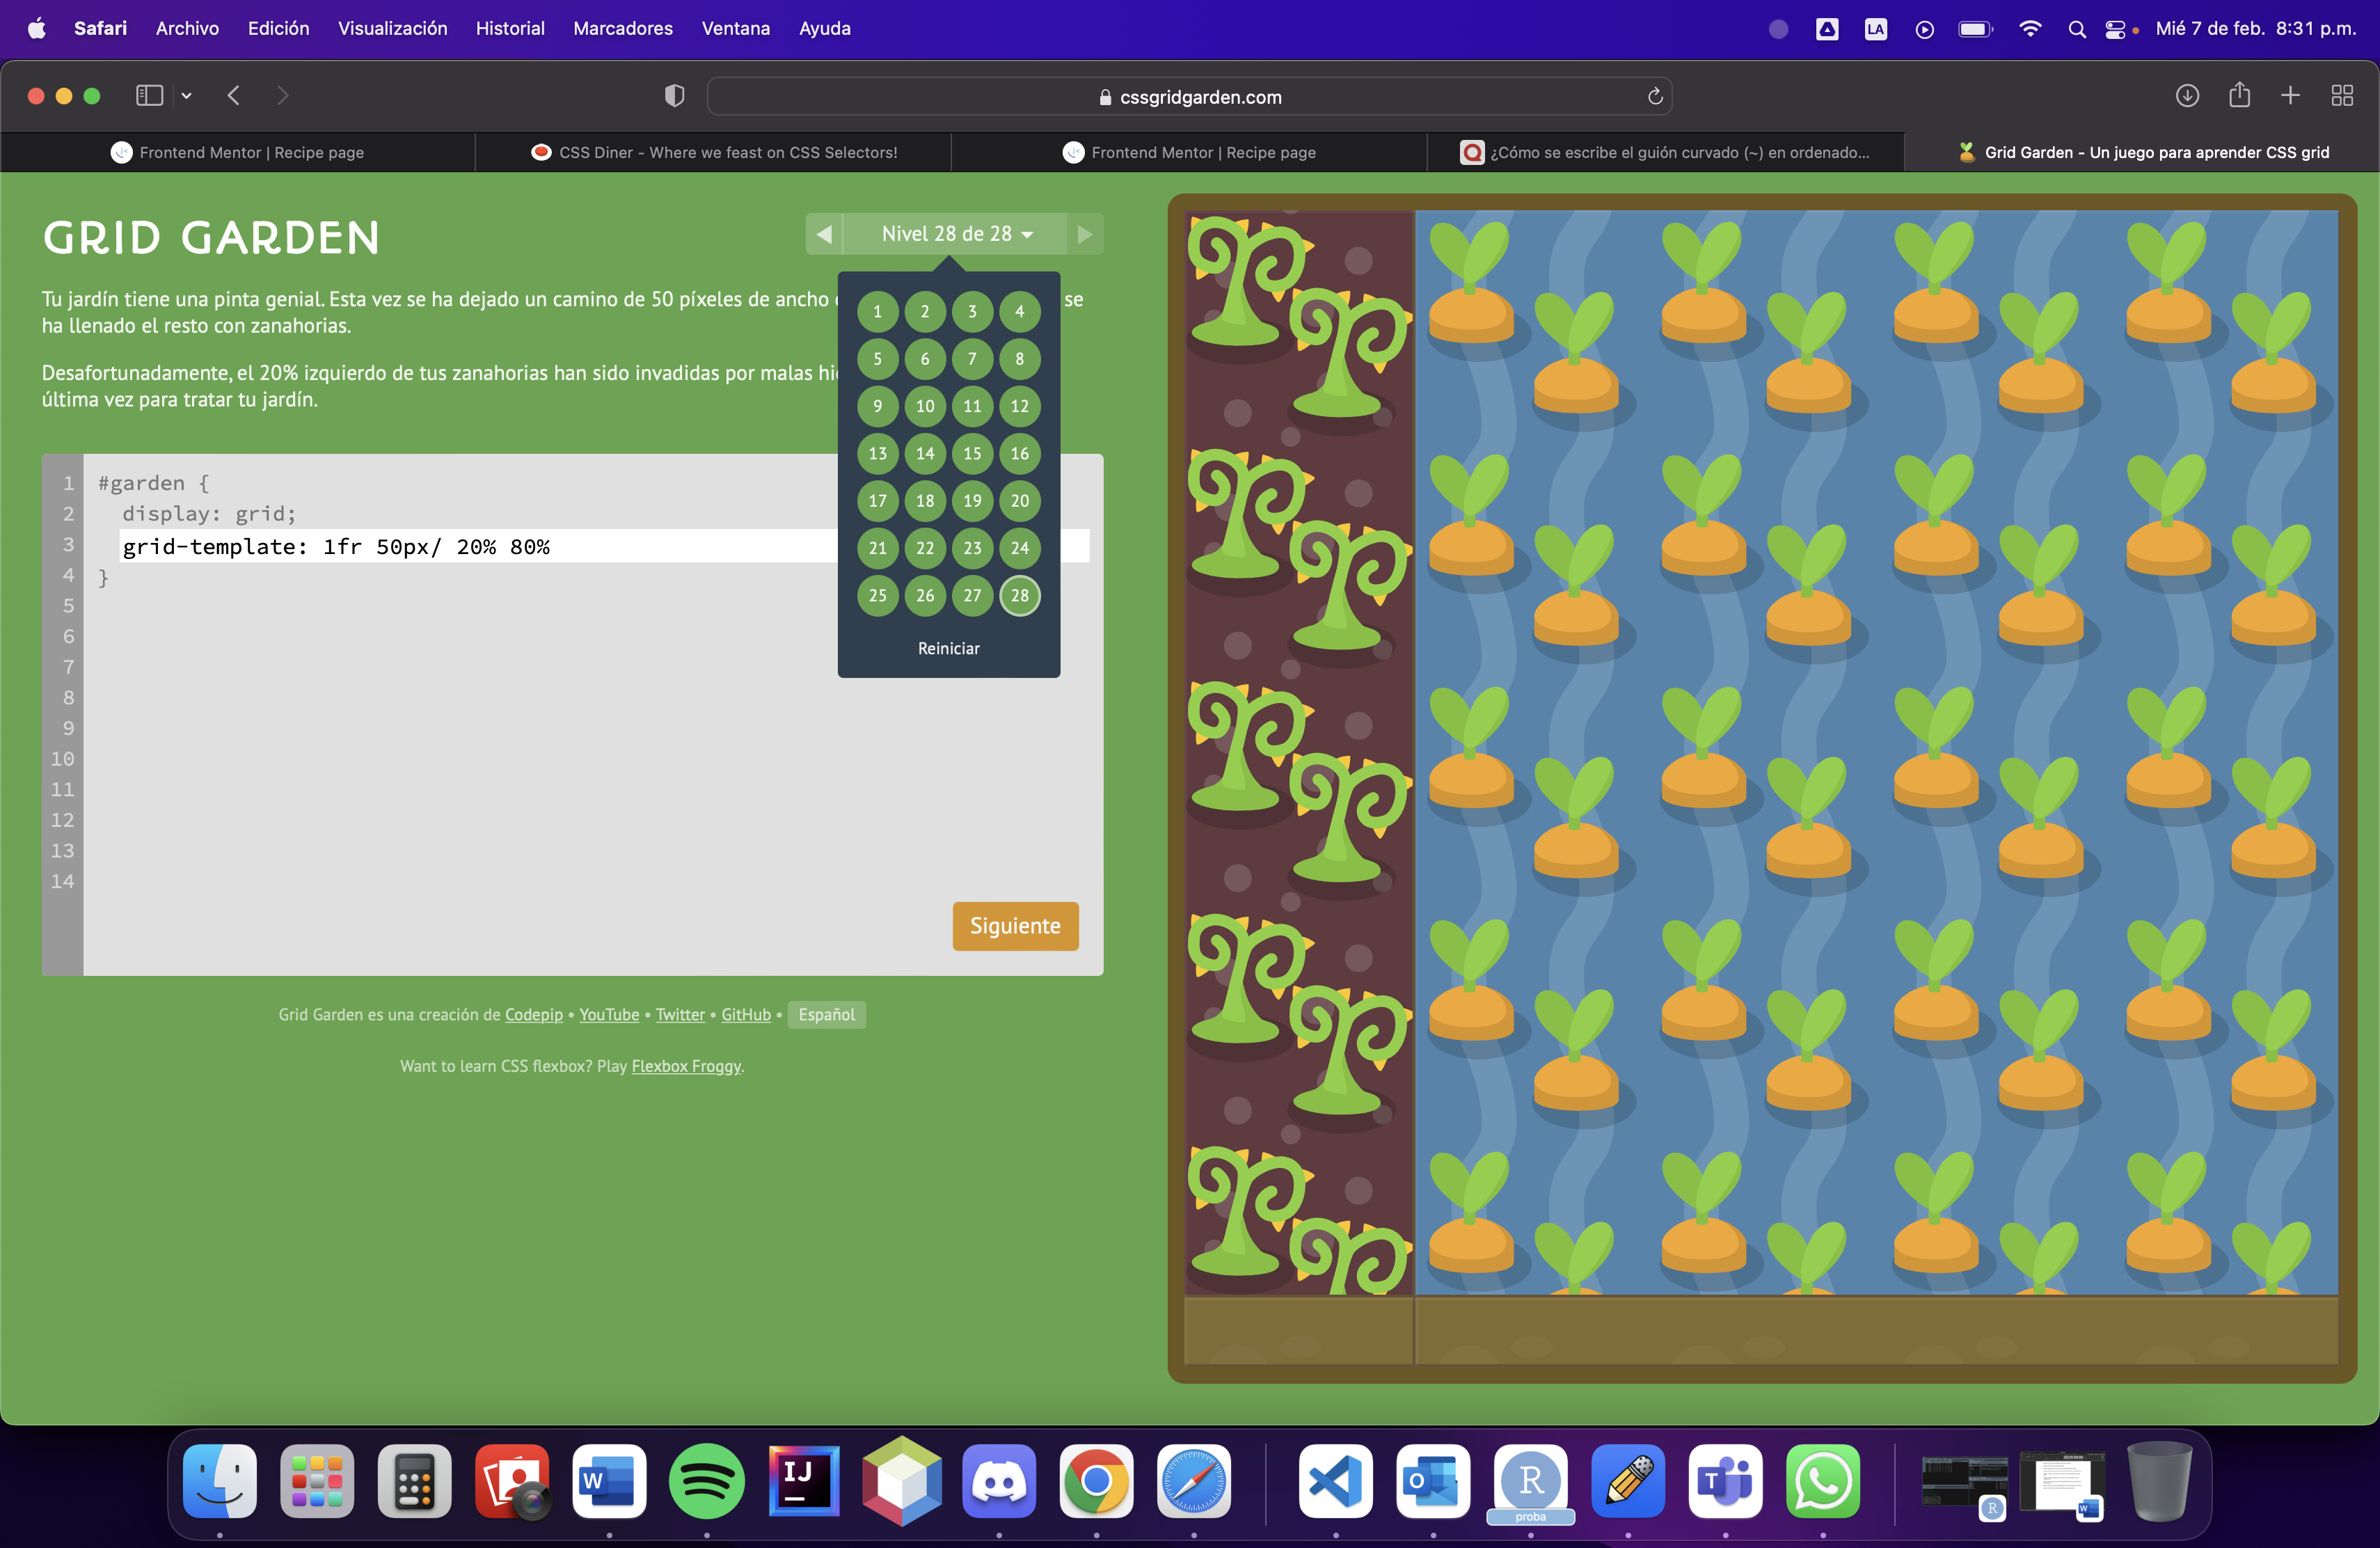 Safari Archivo Edición Visualización Historial Marcadores Ventana Ayuda LA Mié 7 de feb. 8:31 p.m.
cssgridgarden.com
Frontend Mentor | Recipe page CSS Diner - Where we feast on CSS Selectors! Frontend Mentor | Recipe page ¿Cómo se escribe el guión curvado (~) en ordenado... Grid Garden - Un juego para aprender CSS grid
GRID GARDEN
Nivel 28 de 28
Tu jardín tiene una pinta genial. Esta vez se ha dejado un camino de 50 píxeles de ancho se
ha llenado el resto con zanahorias.
Desafortunadamente, el 20% izquierdo de tus zanahorias han sido invadidas por malas
última vez para tratar tu jardín.
1 2 3 4
5 6 7 8
9 10 11 12
13 14 15 16
17 18 19 20
21 22 23 24
25 26 27 28
Reiniciar
1 #garden {
2 display: grid;
3 grid-template: 1fr 50px/ 20% 80%
4 }
5
6
7
8
9
10
11
12
13
14
Siguiente
Grid Garden es una creación de Codepip • YouTube • Twitter • GitHub • Español
Want to learn CSS flexbox? Play Flexbox Froggy.
W IJ O R T R W
proba